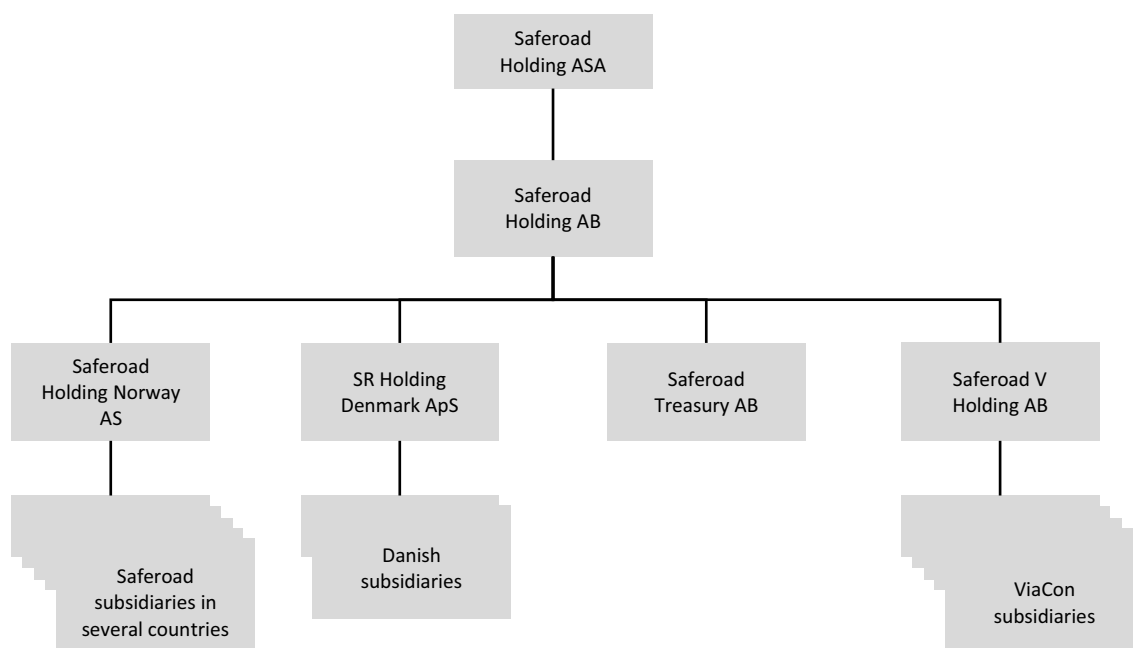 Saferoad
Holding ASA
Saferoad
Holding AB
Saferoad
Holding Norway
AS
SR Holding
Denmark ApS
Saferoad
Treasury AB
Saferoad V
Holding AB
Saferoad
subsidiaries in
several countries
Danish
subsidiaries
ViaCon
subsidiaries